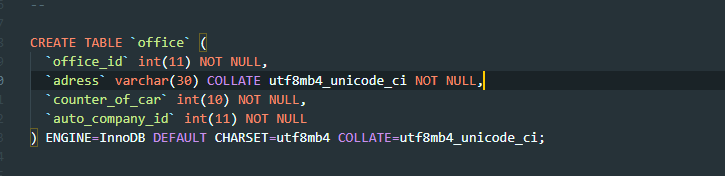 --
CREATE TABLE `office` (
`office_id` int(11) NOT NULL,
`adress` varchar(30) COLLATE utf8mb4_unicode_ci NOT NULL,
`counter_of_car` int(10) NOT NULL,
`auto_company_id` int(11) NOT NULL
) ENGINE=InnoDB DEFAULT CHARSET=utf8mb4 COLLATE=utf8mb4_unicode_ci;